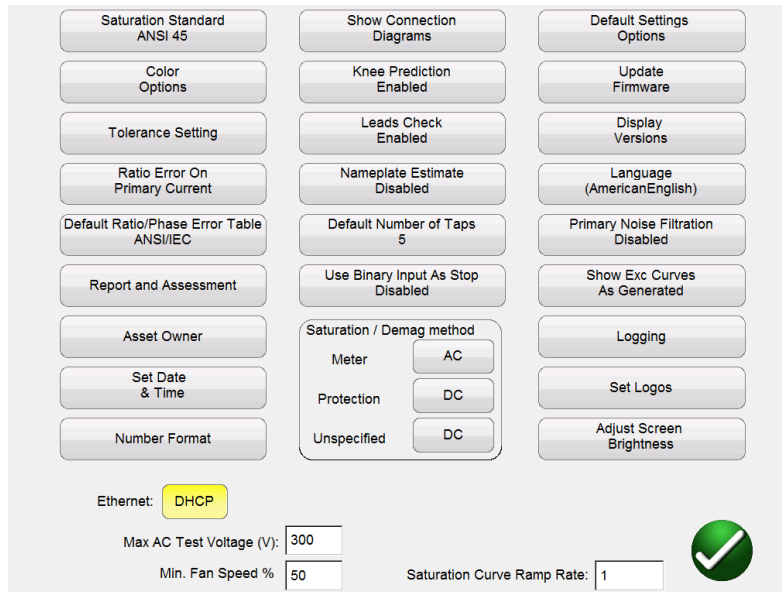 Saturation Standard
ANSI 45
Show Connection
Diagrams
Default Settings
Options
Color
Options
Knee Prediction
Enabled
Update
Firmware
Tolerance Setting
Leads Check
Enabled
Display
Versions
Ratio Error On
Primary Current
Nameplate Estimate
Disabled
Language
(AmericanEnglish)
Default Ratio/Phase Error Table
ANSI/IEC
Default Number of Taps
5
Primary Noise Filtration
Disabled
Report and Assessment
Use Binary Input As Stop
Disabled
Show Exc Curves
As Generated
Asset Owner
Saturation / Demag method
Meter AC
Protection DC
Unspecified DC
Logging
Set Date
& Time
Set Logos
Number Format
Adjust Screen
Brightness
Ethernet: DHCP
Max AC Test Voltage (V): 300
Min. Fan Speed % 50
Saturation Curve Ramp Rate: 1